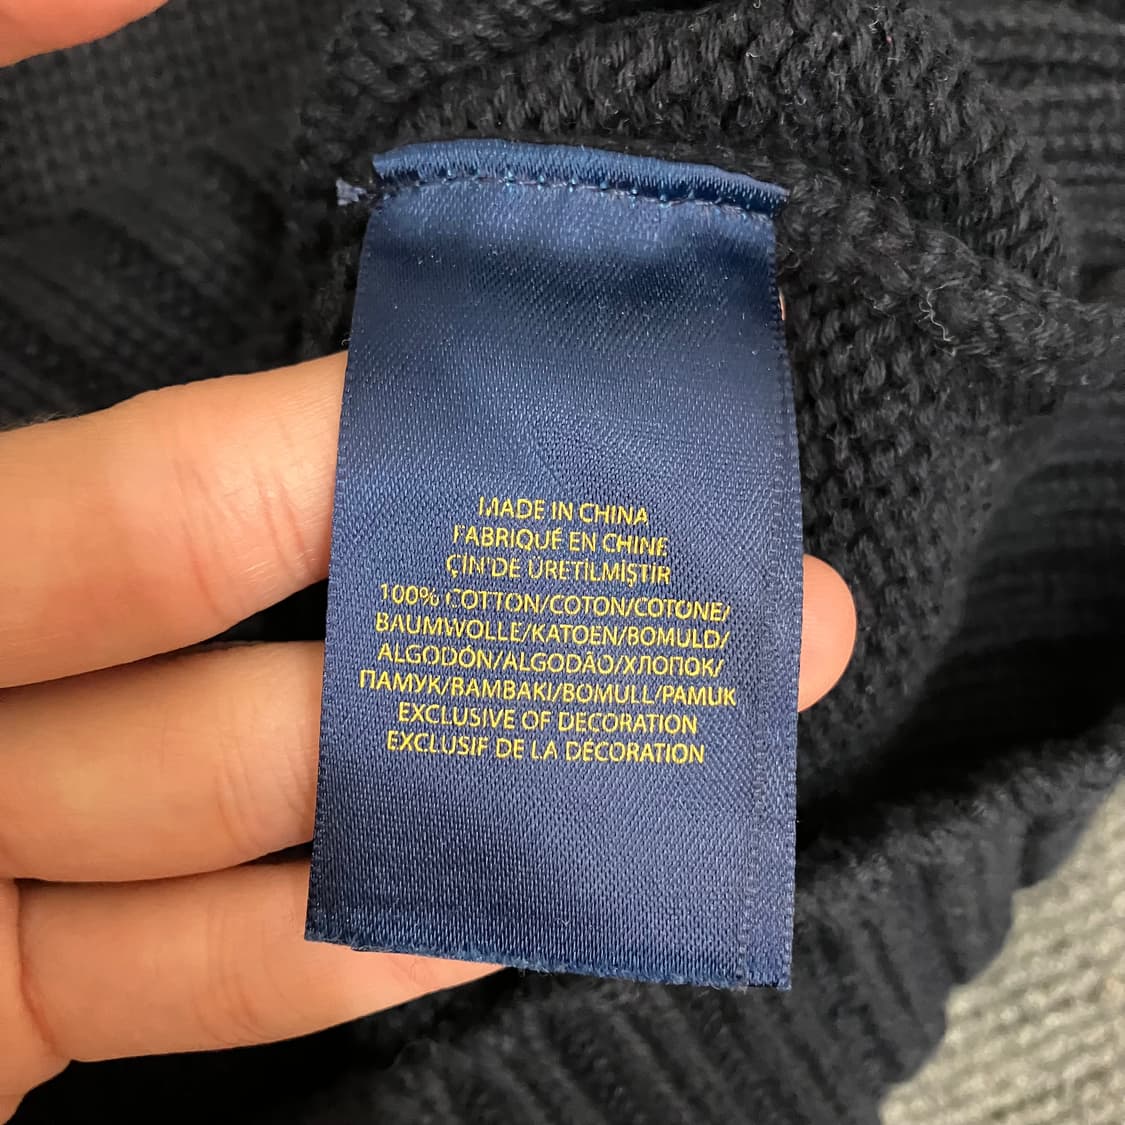 MADE IN CHINA
FABRIQUÉ EN CHINE
ÇİN'DE ÜRETİLMİŞTİR
100% COTTON/COTON/COTONE/
BAUMWOLLE/KATOEN/BOMULD/
ALGODÓN/ALGODÃO/ХЛОПОК/
ПАМУК/BAMBAKI/BOMULL/PAMUK
EXCLUSIVE OF DECORATION
EXCLUSIF DE LA DÉCORATION